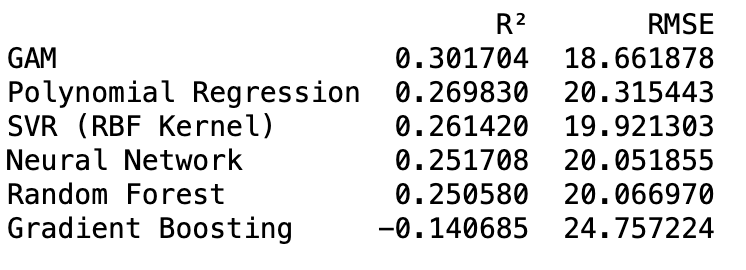 R² RMSE
GAM 0.301704 18.661878
Polynomial Regression 0.269830 20.315443
SVR (RBF Kernel) 0.261420 19.921303
Neural Network 0.251708 20.051855
Random Forest 0.250580 20.066970
Gradient Boosting −0.140685 24.757224